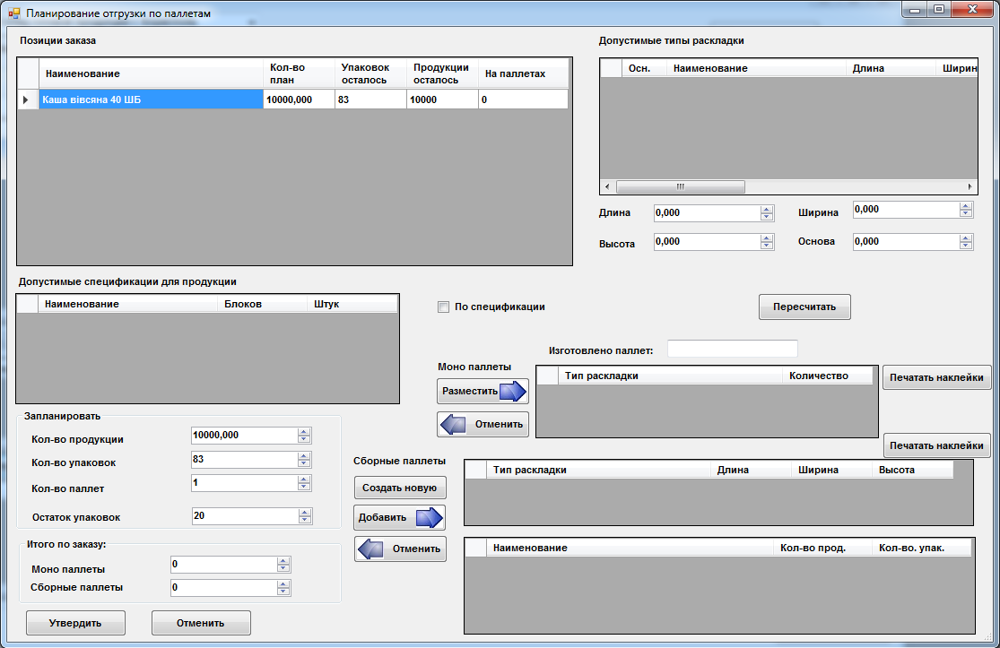 Планирование отгрузки по паллетам
Позиции заказа
Наименование
Кол-во план
Упаковок осталось
Продукции осталось
На паллетах
Каша вівсяна 40 ШБ
10000,000
83
10000
0
Допустимые типы раскладки
Осн.
Наименование
Длина
Ширин
Длина
0,000
Ширина
0,000
Высота
0,000
Основа
0,000
Допустимые спецификации для продукции
Наименование
Блоков
Штук
По спецификации
Пересчитать
Изготовлено паллет:
Моно паллеты
Разместить
Отменить
Тип раскладки
Количество
Печатать наклейки
Печатать наклейки
Запланировать
Кол-во продукции
10000,000
Кол-во упаковок
83
Кол-во паллет
1
Остаток упаковок
20
Сборные паллеты
Создать новую
Добавить
Отменить
Тип раскладки
Длина
Ширина
Высота
Наименование
Кол-во прод.
Кол-во. упак.
Итого по заказу:
Моно паллеты
0
Сборные паллеты
0
Утвердить
Отменить